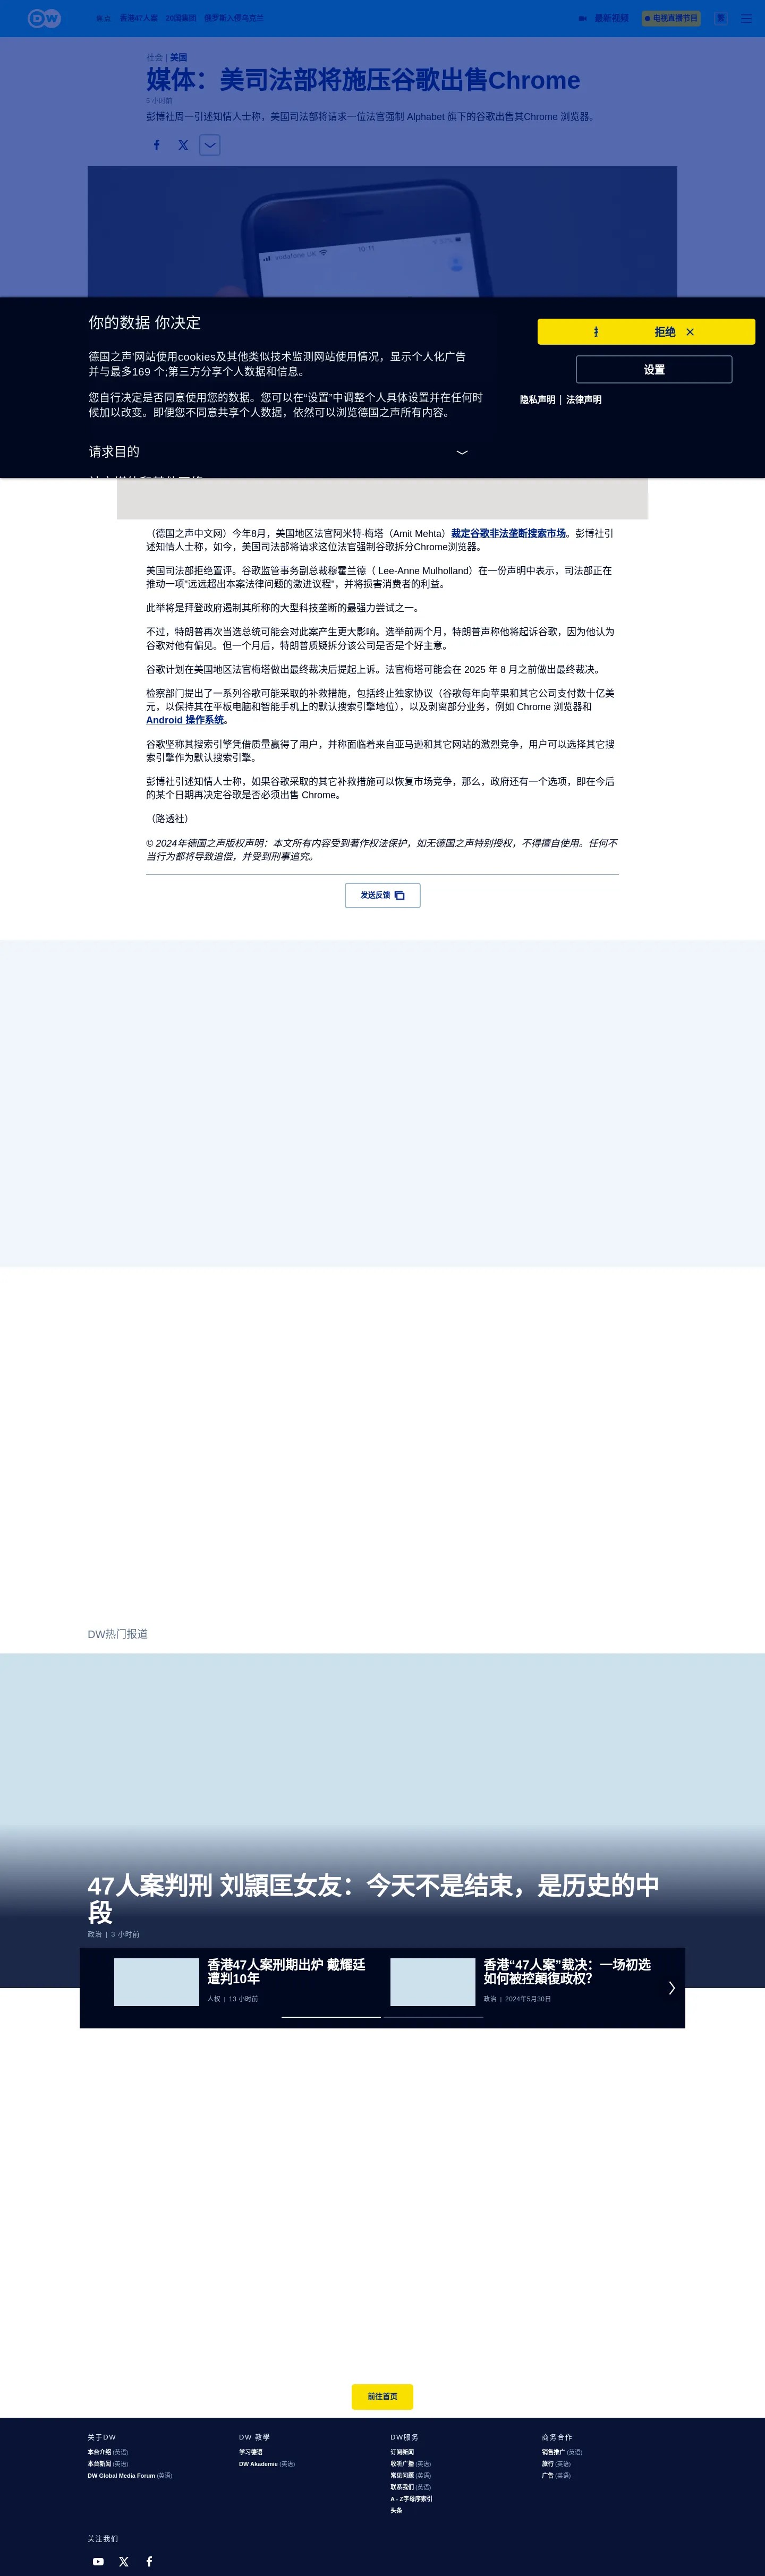 DW
焦点 香港47人案 20国集团 俄罗斯入侵乌克兰
最新视频
电视直播节目
繁
社会 | 美国
媒体：美司法部将施压谷歌出售Chrome
5 小时前
彭博社周一引述知情人士称，美国司法部将请求一位法官强制 Alphabet 旗下的谷歌出售其Chrome 浏览器。
vodafone UK 10:11
你的数据 你决定
德国之声'网站使用cookies及其他类似技术监测网站使用情况，显示个人化广告
并与最多169 个;第三方分享个人数据和信息。
您自行决定是否同意使用您的数据。您可以在“设置”中调整个人具体设置并在任何时
候加以改变。即便您不同意共享个人数据，依然可以浏览德国之声所有内容。
请求目的
拒绝
设置
隐私声明 | 法律声明
（德国之声中文网）今年8月，美国地区法官阿米特·梅塔（Amit Mehta）裁定谷歌非法垄断搜索市场。彭博社引
述知情人士称，如今，美国司法部将请求这位法官强制谷歌拆分Chrome浏览器。
美国司法部拒绝置评。谷歌监管事务副总裁穆霍兰德（ Lee-Anne Mulholland）在一份声明中表示，司法部正在
推动一项"远远超出本案法律问题的激进议程"，并将损害消费者的利益。
此举将是拜登政府遏制其所称的大型科技垄断的最强力尝试之一。
不过，特朗普再次当选总统可能会对此案产生更大影响。选举前两个月，特朗普声称他将起诉谷歌，因为他认为
谷歌对他有偏见。但一个月后，特朗普质疑拆分该公司是否是个好主意。
谷歌计划在美国地区法官梅塔做出最终裁决后提起上诉。法官梅塔可能会在 2025 年 8 月之前做出最终裁决。
检察部门提出了一系列谷歌可能采取的补救措施，包括终止独家协议（谷歌每年向苹果和其它公司支付数十亿美
元，以保持其在平板电脑和智能手机上的默认搜索引擎地位），以及剥离部分业务，例如 Chrome 浏览器和
Android 操作系统。
谷歌坚称其搜索引擎凭借质量赢得了用户，并称面临着来自亚马逊和其它网站的激烈竞争，用户可以选择其它搜
索引擎作为默认搜索引擎。
彭博社引述知情人士称，如果谷歌采取的其它补救措施可以恢复市场竞争，那么，政府还有一个选项，即在今后
的某个日期再决定谷歌是否必须出售 Chrome。
（路透社）
© 2024年德国之声版权声明：本文所有内容受到著作权法保护，如无德国之声特别授权，不得擅自使用。任何不
当行为都将导致追偿，并受到刑事追究。
发送反馈
DW热门报道
47人案判刑 刘頴匡女友：今天不是结束，是历史的中
段
政治 | 3 小时前
香港47人案刑期出炉 戴耀廷
遭判10年
人权 | 13 小时前
香港“47人案”裁决：一场初选
如何被控颠復政权？
政治 | 2024年5月30日
前往首页
关于DW
本台介绍 (英语)
本台新闻 (英语)
DW Global Media Forum (英语)
DW 教學
学习德语
DW Akademie (英语)
DW服务
订阅新闻
收听广播 (英语)
常见问题 (英语)
联系我们 (英语)
A - Z字母序索引
头条
商务合作
销售推广 (英语)
旅行 (英语)
广告 (英语)
关注我们